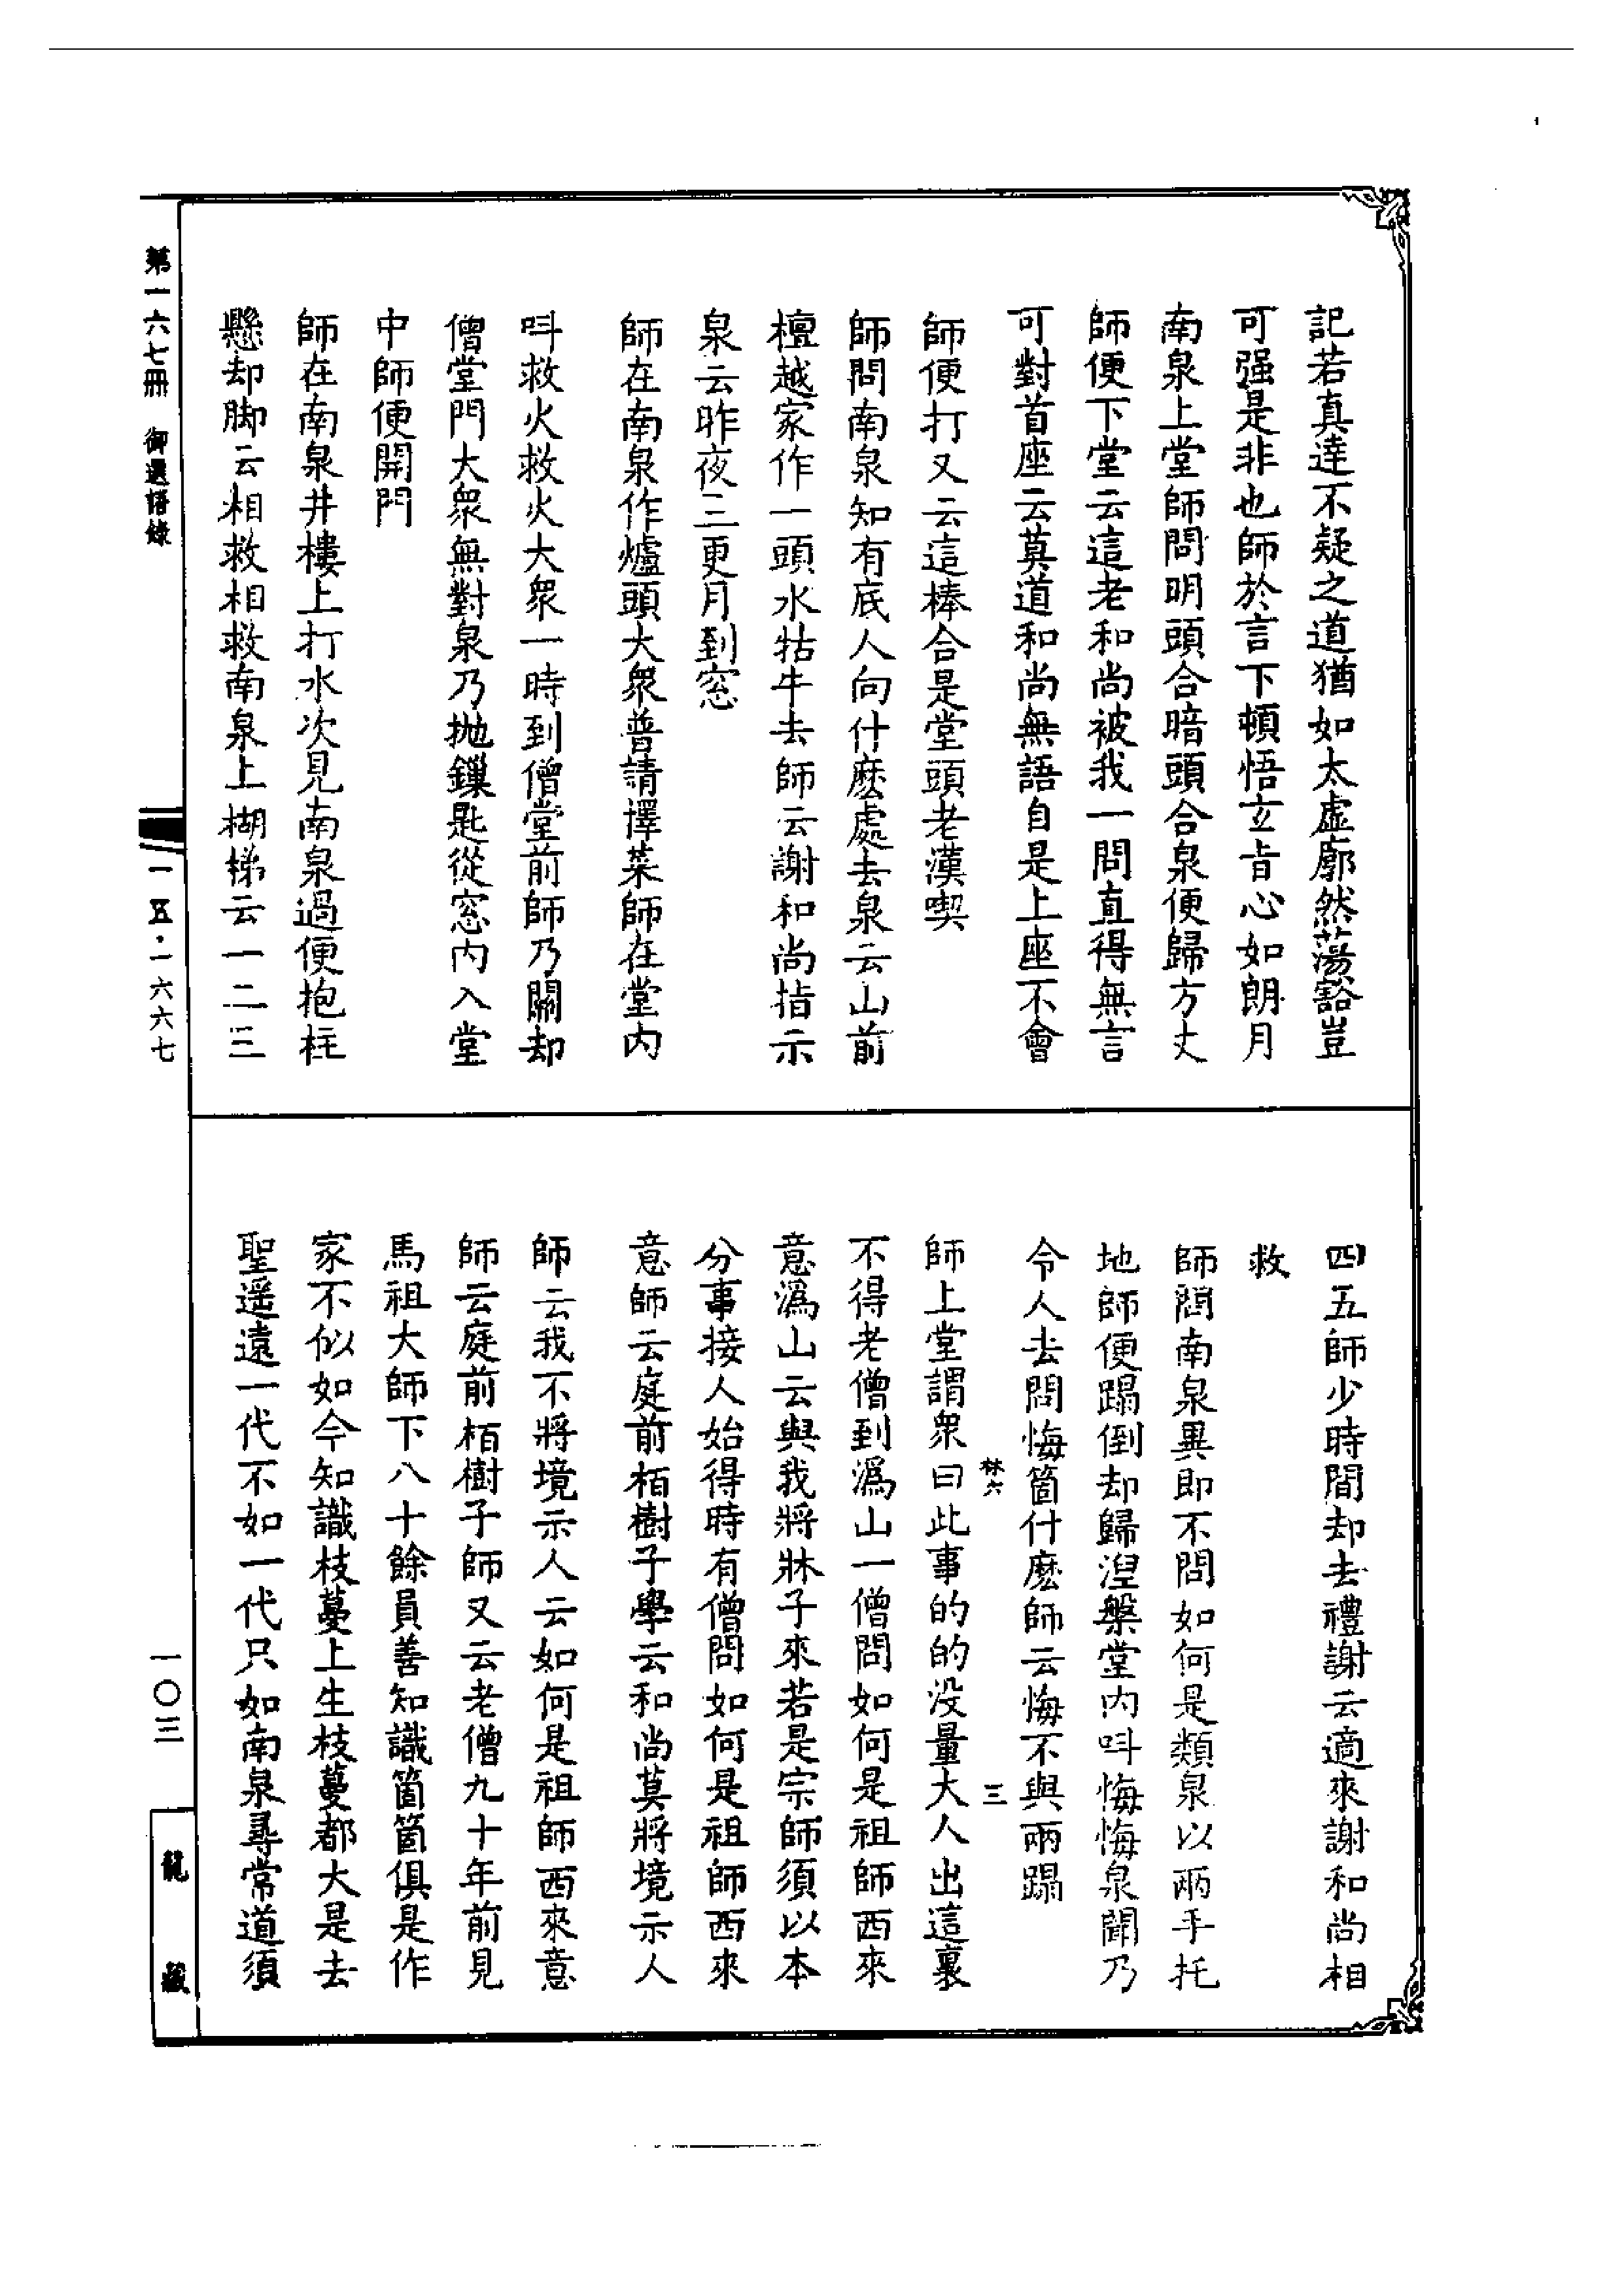 記若真達不疑之道猶如太虛廓然蕩豁豈
可强是非也師於言下頓悟玄旨心如朗月
南泉上堂師問明頭合暗頭合泉便歸方丈
師便下堂云這老和尚被我一問直得無言
可對首座云莫道和尚無語自是上座不會
師便打又云這棒合是堂頭老漢喫
師問南泉知有底人向什麽處去泉云山前
檀越家作一頭水牯牛去師云謝和尚指示
泉云昨夜三更月到窓
師在南泉作爐頭大衆普請擇菜師在堂内
呌救火救火大衆一時到僧堂前師乃關却
僧堂門大衆無對泉乃抛鏁匙從窓内入堂
中師便開門
師在南泉井樓上打水次見南泉過便抱柱
懸却脚云相救相救南泉上楜梯云一二三
四五師少時間却去禮謝云適來謝和尚相
救
師問南泉異即不問如何是類泉以兩手托
地師便蹋倒却歸涅槃堂内呌悔悔泉聞乃
令人去問悔箇什麽師云悔不與兩蹋
林六
三
師上堂謂衆曰此事的的没量大人出這裏
不得老僧到潙山一僧問如何是祖師西來
意潙山云與我將牀子來若是宗師須以本
分事接人始得時有僧問如何是祖師西來
意師云庭前栢樹子學云和尚莫將境示人
師云我不將境示人云如何是祖師西來意
師云庭前栢樹子師又云老僧九十年前見
馬祖大師下八十餘員善知識箇箇俱是作
家不似如今知識枝蔓上生枝蔓都大是去
聖遥遠一代不如一代只如南泉尋常道須
第一六七冊　御選語錄
一五・一六六七
一〇三
龍藏